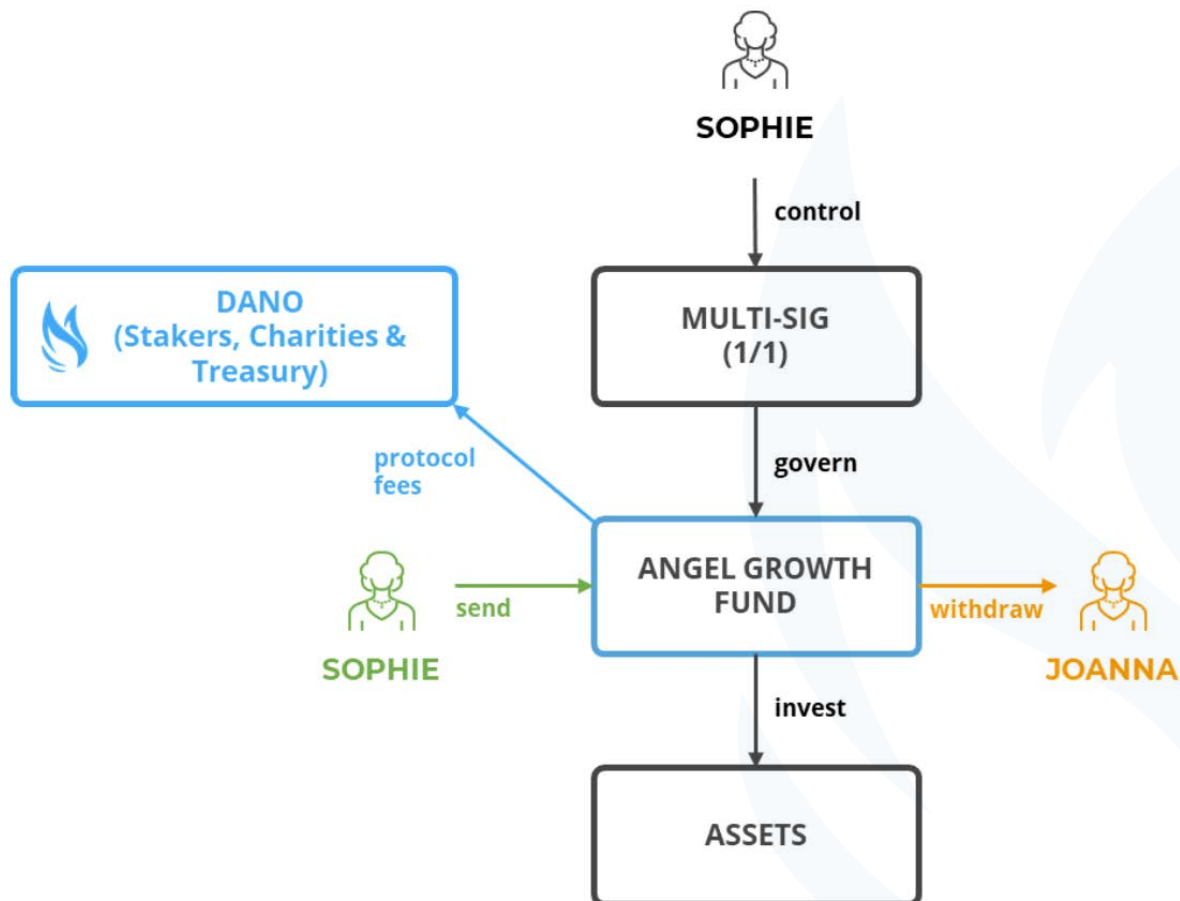 SOPHIE
control
DANO
(Stakers, Charities &
Treasury)
MULTI-SIG
(1/1)
protocol
fees
govern
SOPHIE
send
ANGEL GROWTH
FUND
withdraw
JOANNA
invest
ASSETS